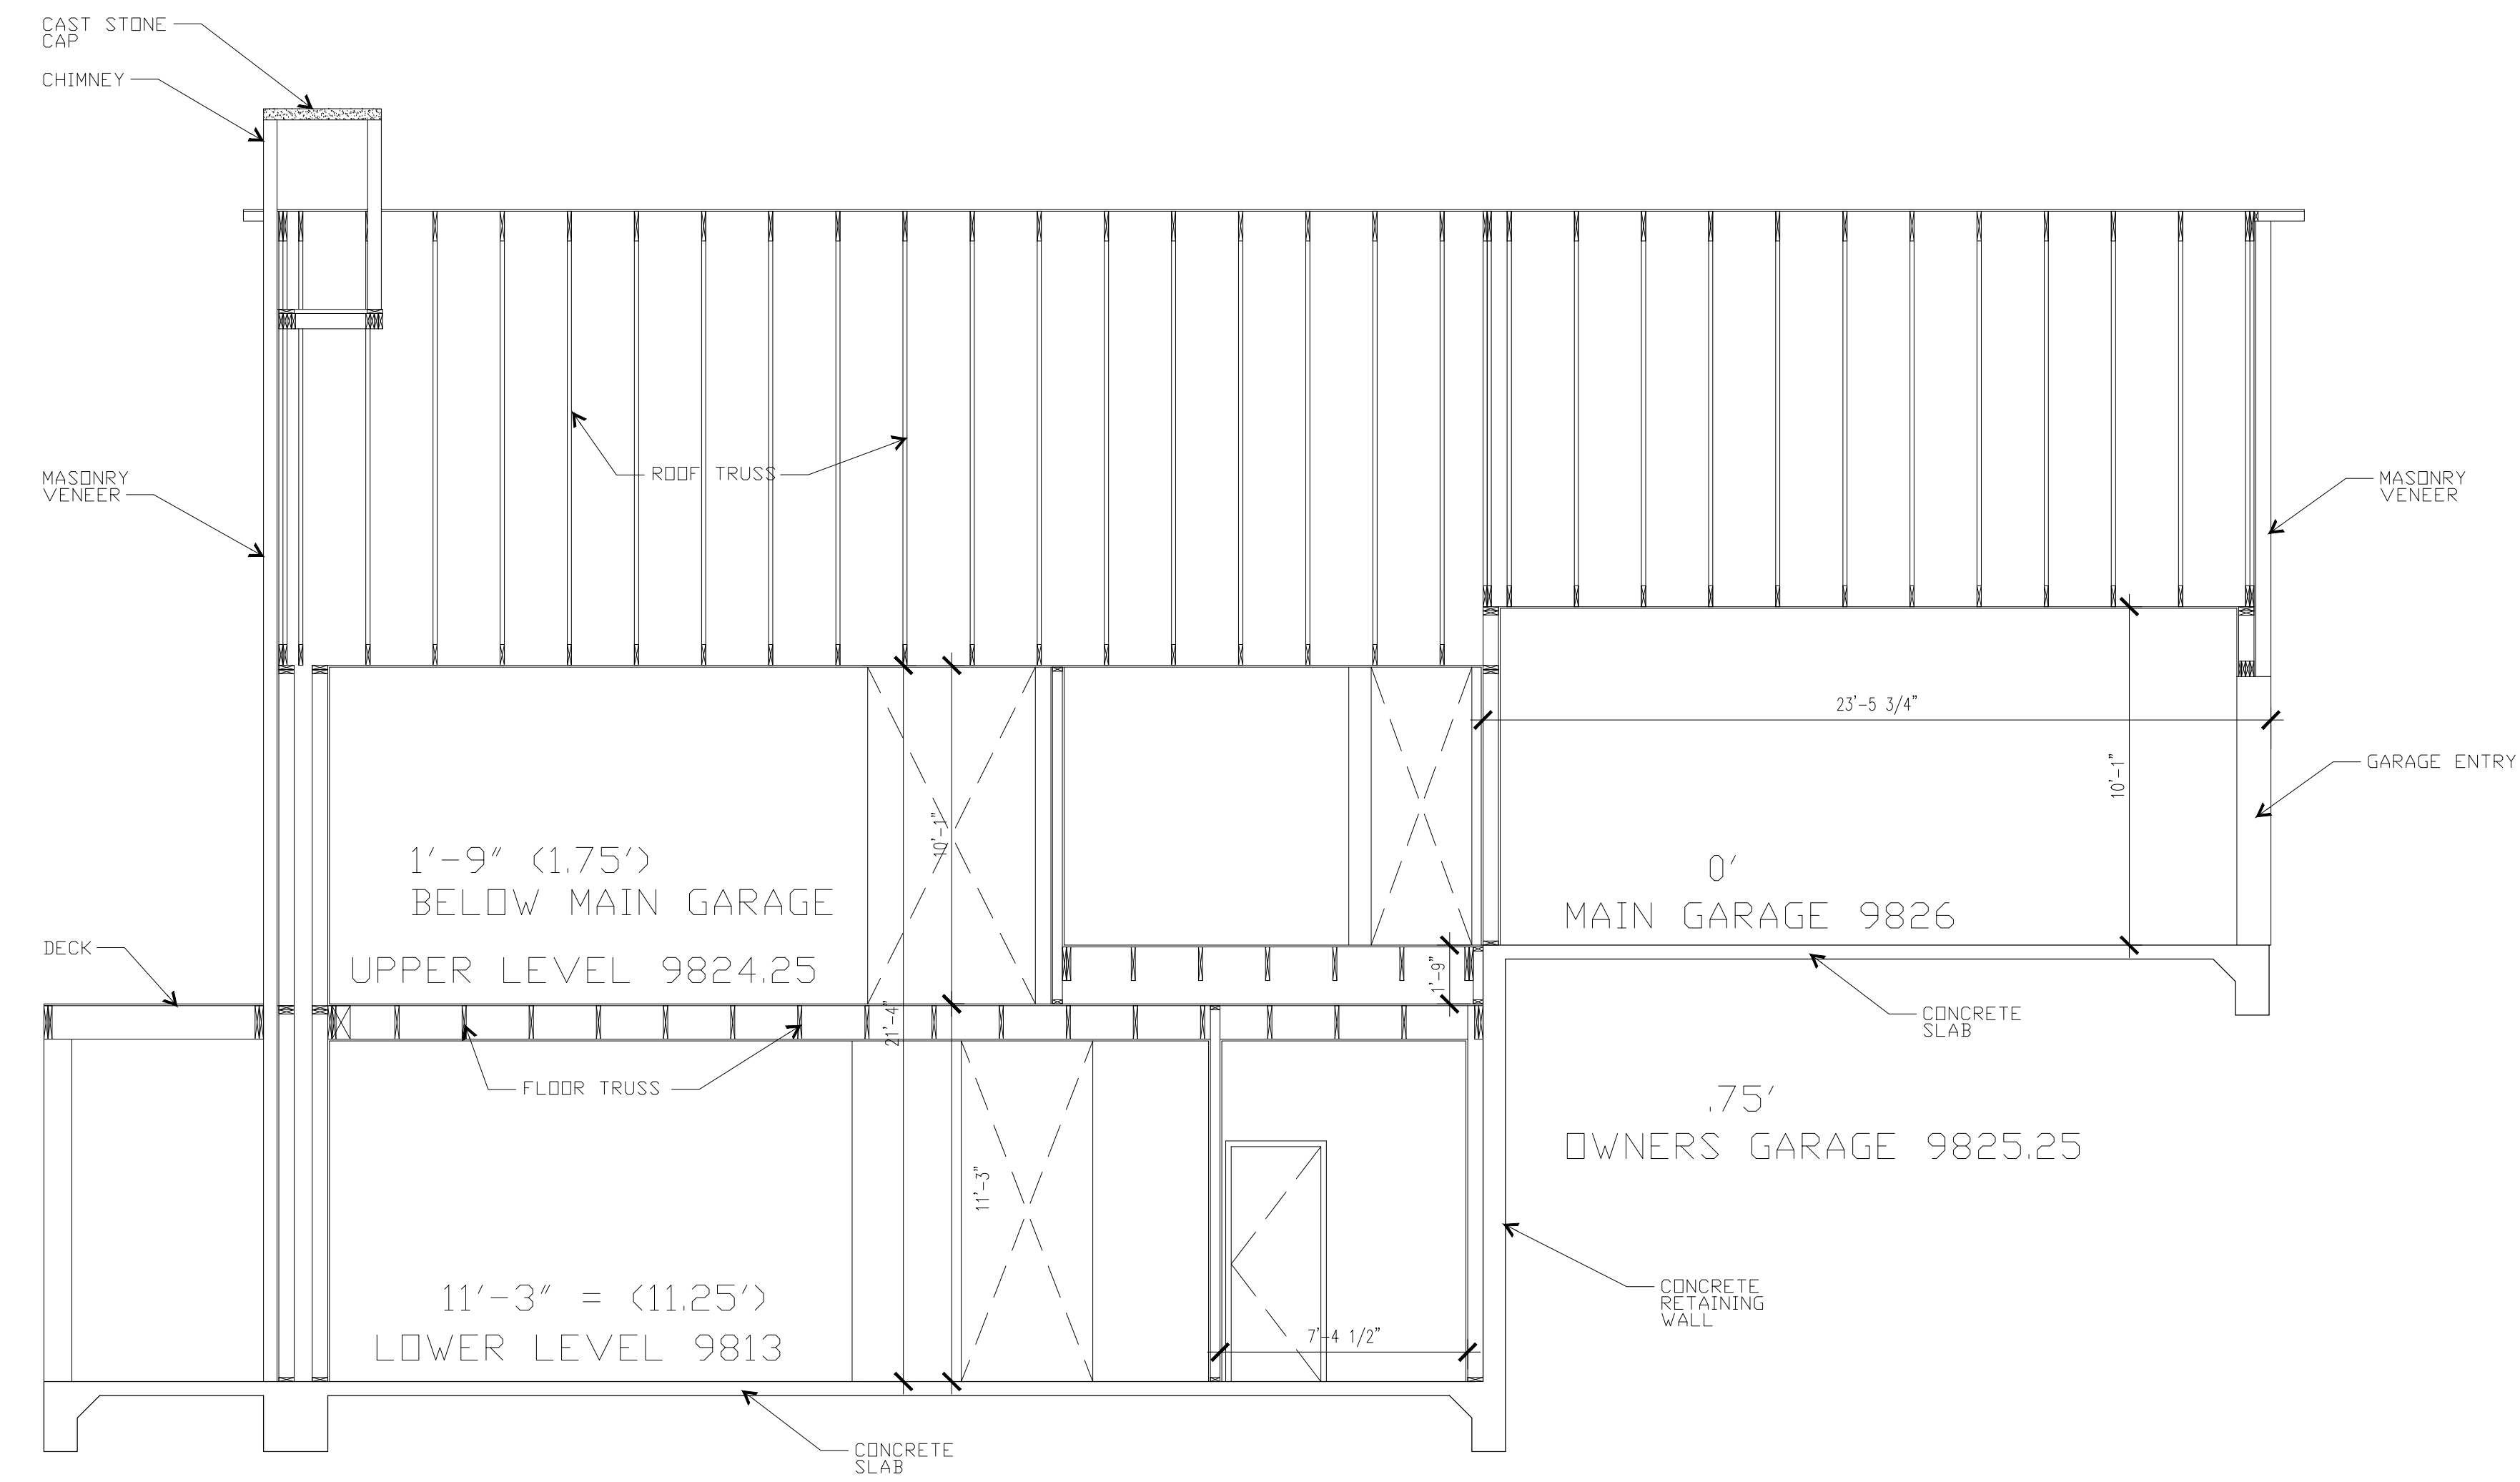 CAST STONE
CAP
CHIMNEY
ROOF TRUSS
MASONRY
VENEER
MASONRY
VENEER
23'-5 3/4"
10'-1"
GARAGE ENTRY
10'-1"
1'-9" (1.75')
BELOW MAIN GARAGE
UPPER LEVEL 9824.25
0'
MAIN GARAGE 9826
DECK
1'-9"
21'-4"
CONCRETE
SLAB
FLOOR TRUSS
.75'
OWNERS GARAGE 9825.25
11'-3"
11'-3" = (11.25')
LOWER LEVEL 9813
7'-4 1/2"
CONCRETE
RETAINING
WALL
CONCRETE
SLAB